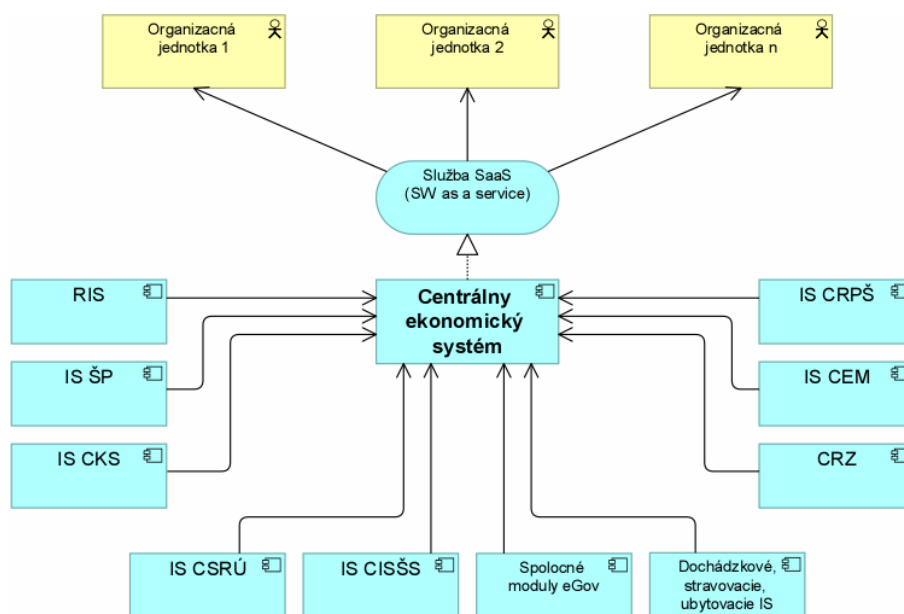 Organizacná
jednotka 1
Organizacná
jednotka 2
Organizacná
jednotka n
Služba SaaS
(SW as a service)
RIS
Centrálny
ekonomický
systém
IS CRPŠ
IS ŠP
IS CEM
IS CKS
CRZ
IS CSRÚ
IS CISŠS
Spolocné
moduly eGov
Dochádzkové,
stravovacie,
ubytovacie IS